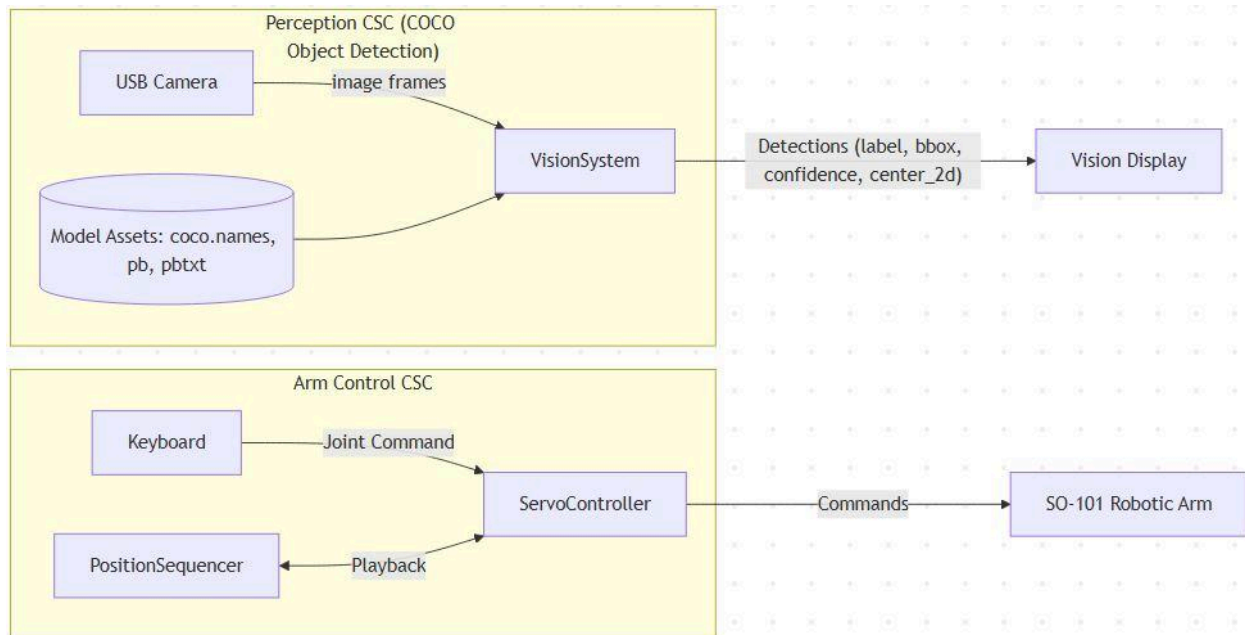 Perception CSC (COCO
Object Detection)
USB Camera
image frames
VisionSystem
Detections (label, bbox,
confidence, center_2d)
Vision Display
Model Assets: coco.names,
pb, pbtxt
Arm Control CSC
Keyboard
Joint Command
ServoController
Commands
SO-101 Robotic Arm
PositionSequencer
Playback